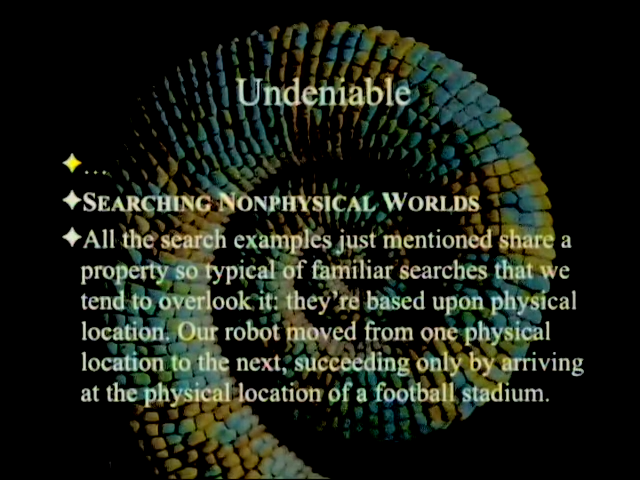 Undeniable
...
SEARCHING NONPHYSICAL WORLDS
All the search examples just mentioned share a
property so typical of familiar searches that we
tend to overlook it: they're based upon physical
location. Our robot moved from one physical
location to the next, succeeding only by arriving
at the physical location of a football stadium.